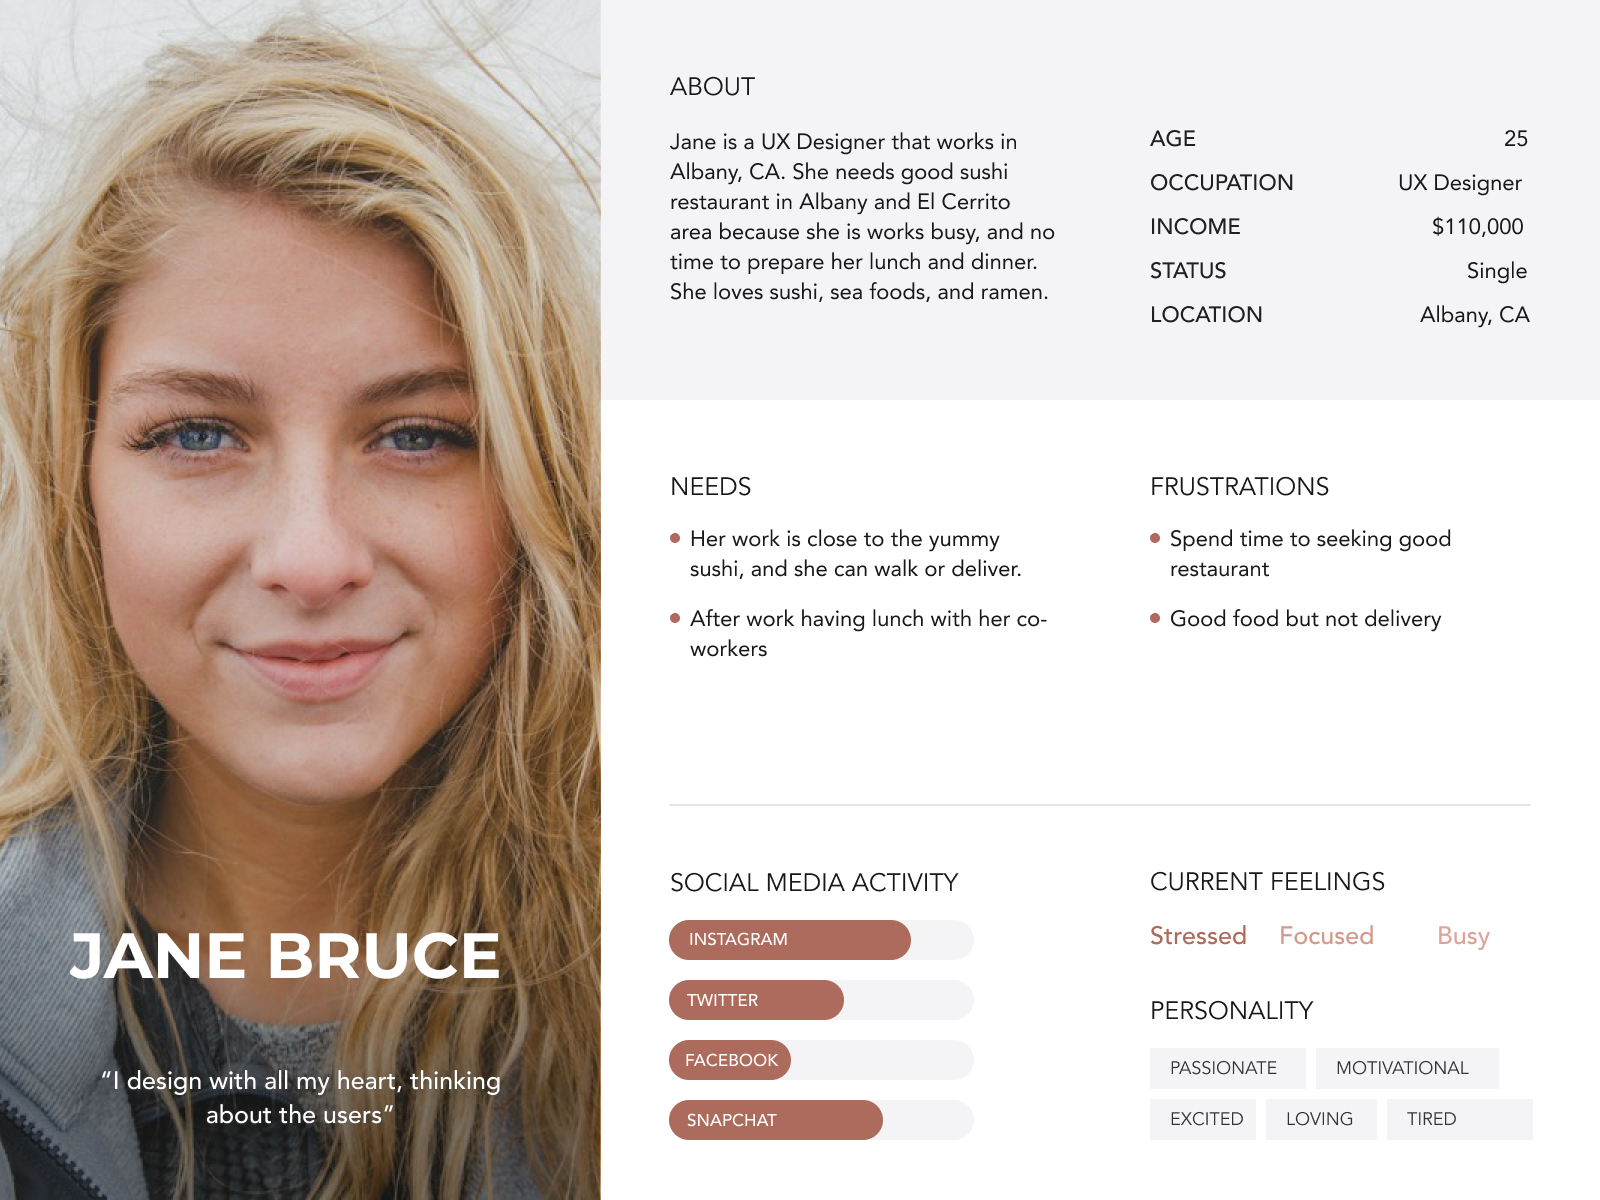 JANE BRUCE
“I design with all my heart, thinking
about the users”
ABOUT
Jane is a UX Designer that works in
Albany, CA. She needs good sushi
restaurant in Albany and El Cerrito
area because she is works busy, and no
time to prepare her lunch and dinner.
She loves sushi, sea foods, and ramen.
AGE 25
OCCUPATION UX Designer
INCOME $110,000
STATUS Single
LOCATION Albany, CA
NEEDS
Her work is close to the yummy
sushi, and she can walk or deliver.
After work having lunch with her co-
workers
FRUSTRATIONS
Spend time to seeking good
restaurant
Good food but not delivery
SOCIAL MEDIA ACTIVITY
INSTAGRAM
TWITTER
FACEBOOK
SNAPCHAT
CURRENT FEELINGS
Stressed Focused Busy
PERSONALITY
PASSIONATE MOTIVATIONAL
EXCITED LOVING TIRED